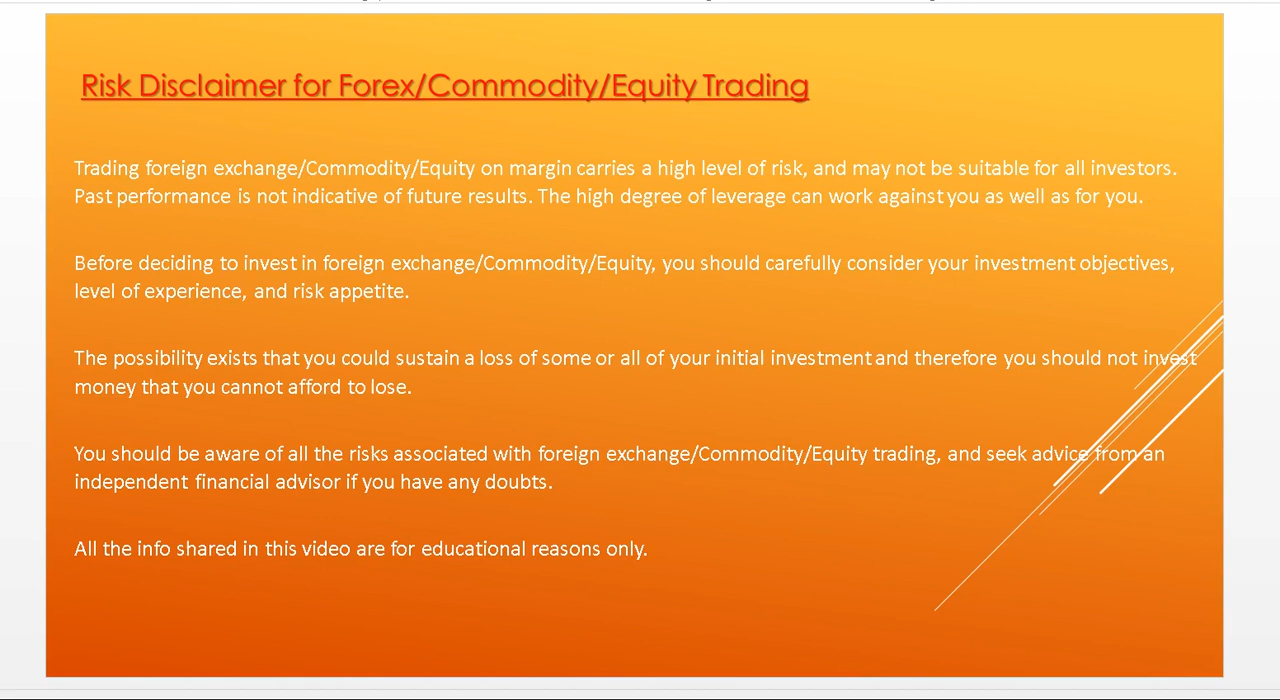 Risk Disclaimer for Forex/Commodity/Equity Trading
Trading foreign exchange/Commodity/Equity on margin carries a high level of risk, and may not be suitable for all investors.
Past performance is not indicative of future results. The high degree of leverage can work against you as well as for you.
Before deciding to invest in foreign exchange/Commodity/Equity, you should carefully consider your investment objectives,
level of experience, and risk appetite.
The possibility exists that you could sustain a loss of some or all of your initial investment and therefore you should not invest
money that you cannot afford to lose.
You should be aware of all the risks associated with foreign exchange/Commodity/Equity trading, and seek advice from an
independent financial advisor if you have any doubts.
All the info shared in this video are for educational reasons only.